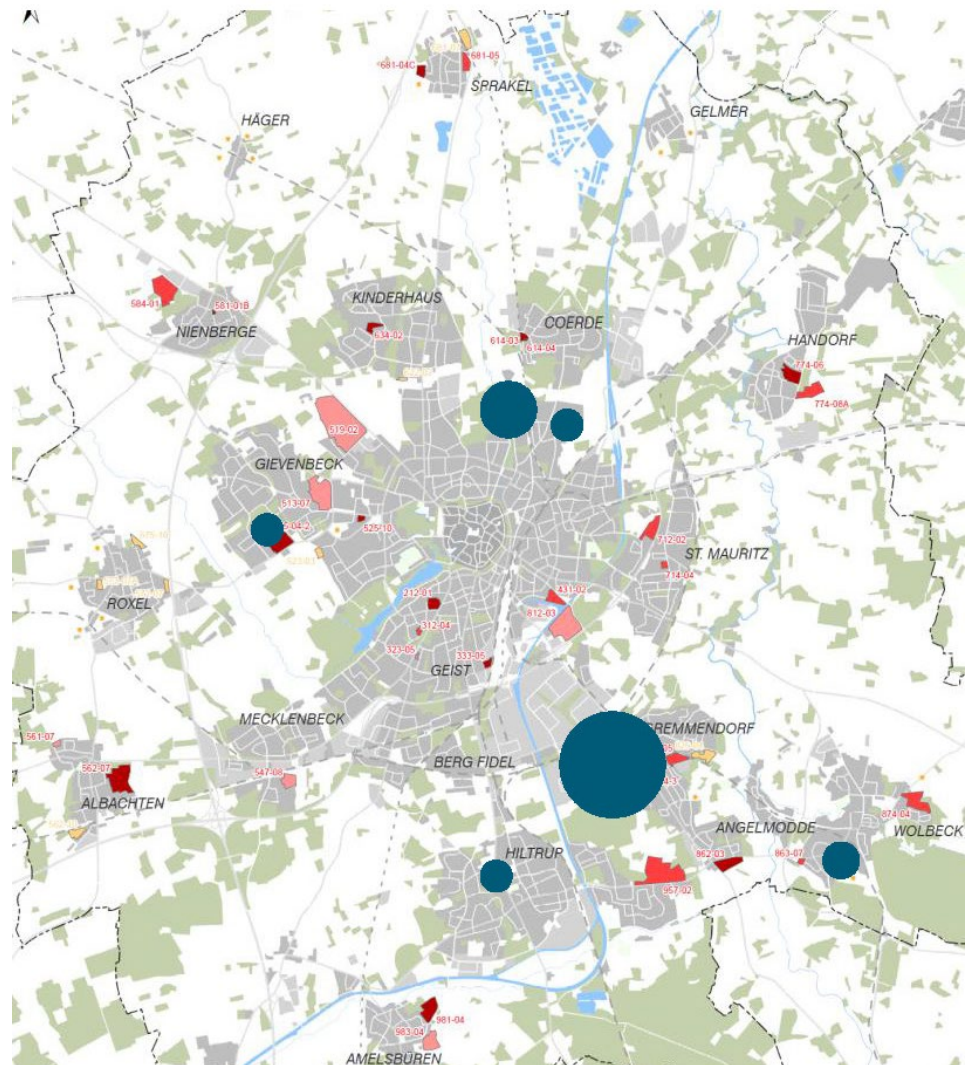 681-05
681-04C
SPRAKEL
GELMER
HÄGER
584-01
581-01B
NIENBERGE
KINDERHAUS
634-02
COERDE
614-03
614-04
HANDORF
774-06
774-08A
519-02
GIEVENBECK
513-07
525-10
712-02
ST. MAURITZ
714-04
ROXEL
212-01
431-02
812-03
312-04
323-05
333-05
GEIST
MECKLENBECK
GREMMENDORF
561-07
562-07
547-08
BERG FIDEL
ALBACHTEN
874-04
WOLBECK
ANGELMODDE
HILTRUP
862-03
863-07
957-02
981-04
983-04
AMELSBÜREN